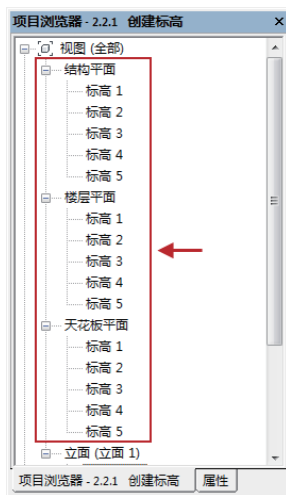 项目浏览器 - 2.2.1 创建标高
视图 (全部)
结构平面
标高 1
标高 2
标高 3
标高 4
标高 5
楼层平面
标高 1
标高 2
标高 3
标高 4
标高 5
天花板平面
标高 1
标高 2
标高 3
标高 4
标高 5
立面 (立面 1)
项目浏览器 - 2.2.1 创建标高 属性